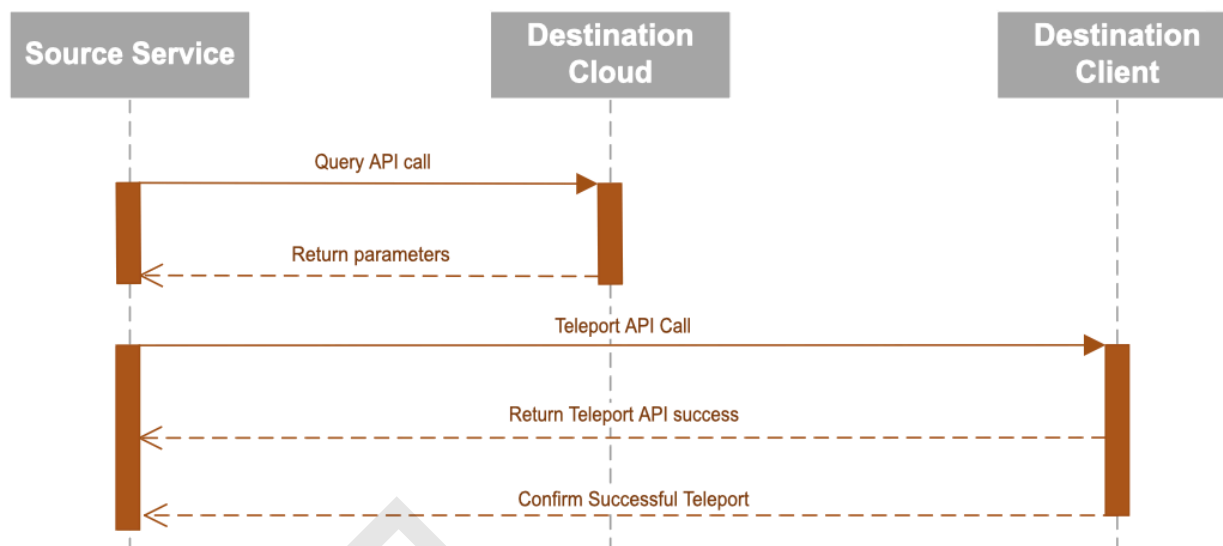 Source Service
Destination
Cloud
Destination
Client
Query API call
Return parameters
Teleport API Call
Return Teleport API success
Confirm Successful Teleport